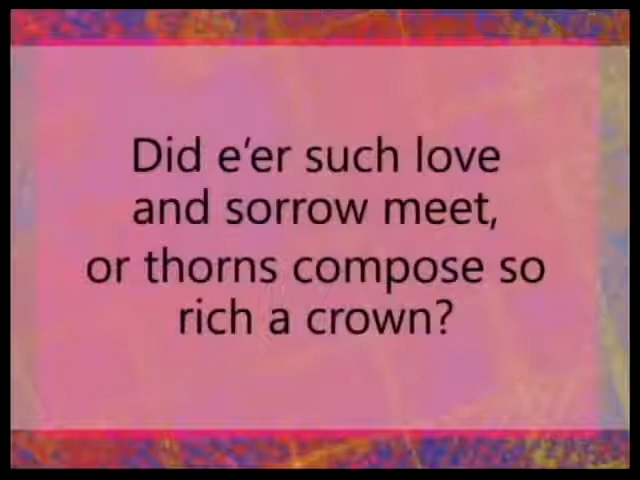 Did e'er such love
and sorrow meet,
or thorns compose so
rich a crown?